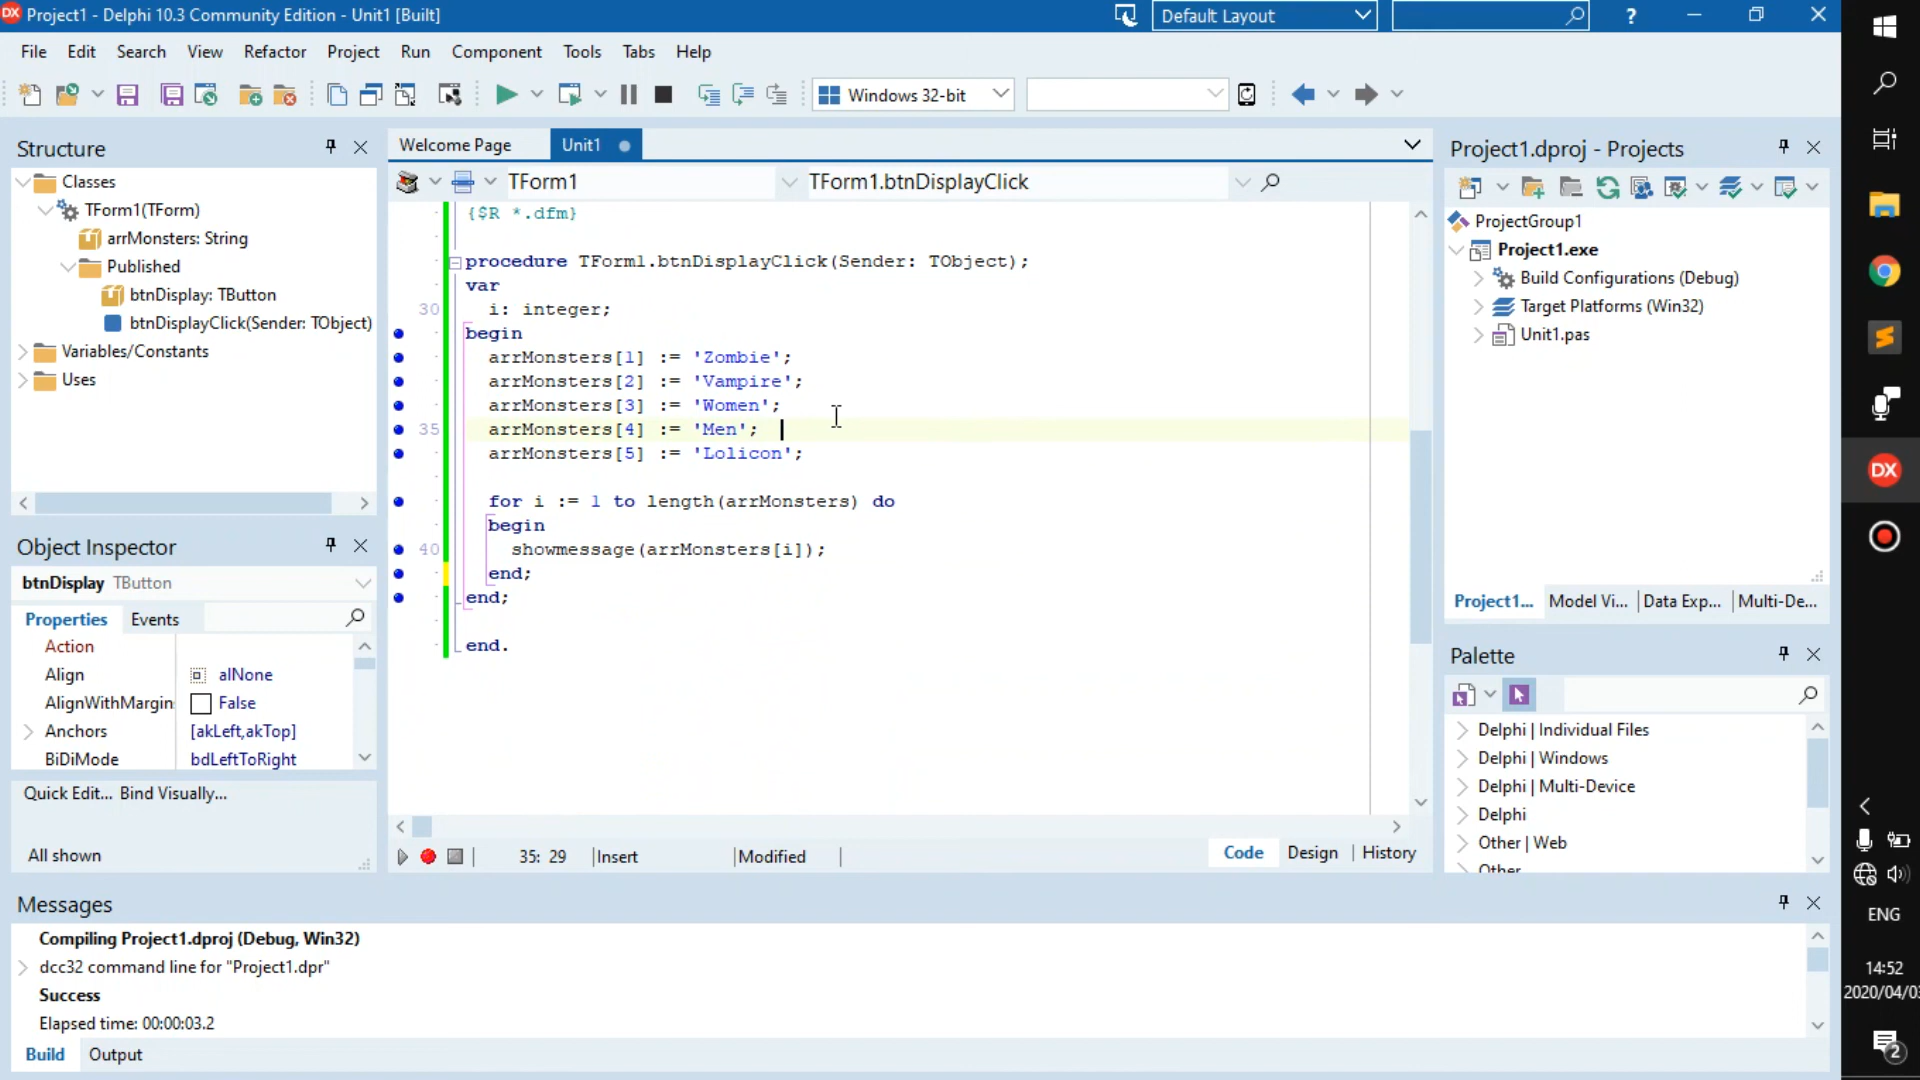 Project1 - Delphi 10.3 Community Edition - Unit1 [Built]
Default Layout
?
File Edit Search View Refactor Project Run Component Tools Tabs Help
Windows 32-bit
Structure
Classes
TForm1(TForm)
arrMonsters: String
Published
btnDisplay: TButton
btnDisplayClick(Sender: TObject)
Variables/Constants
Uses
Object Inspector
btnDisplay TButton
Properties Events
Action
Align alNone
AlignWithMargin: False
Anchors [akLeft,akTop]
BiDiMode bdLeftToRight
Quick Edit... Bind Visually...
All shown
Welcome Page Unit1
TForm1 TForm1.btnDisplayClick
{$R *.dfm}
procedure TForm1.btnDisplayClick(Sender: TObject);
var
30 i: integer;
begin
arrMonsters[1] := 'Zombie';
arrMonsters[2] := 'Vampire';
arrMonsters[3] := 'Women';
35 arrMonsters[4] := 'Men';
arrMonsters[5] := 'Lolicon';
for i := 1 to length(arrMonsters) do
begin
40 showmessage(arrMonsters[i]);
end;
end;
end.
35: 29 Insert Modified
Code Design History
Project1.dproj - Projects
ProjectGroup1
Project1.exe
Build Configurations (Debug)
Target Platforms (Win32)
Unit1.pas
Project1... Model Vi... Data Exp... Multi-De...
Palette
Delphi | Individual Files
Delphi | Windows
Delphi | Multi-Device
Delphi
Other | Web
Other
Messages
Compiling Project1.dproj (Debug, Win32)
dcc32 command line for "Project1.dpr"
Success
Elapsed time: 00:00:03.2
Build Output
DX
DX
ENG
14:52
2020/04/03
2